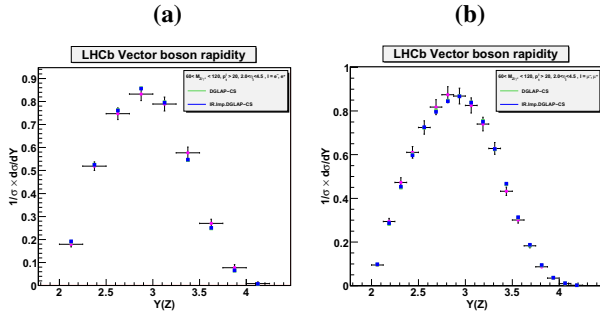 (a)
(b)
LHCb Vector boson rapidity
DGLAP-CS
IR.Imp.DGLAP-CS
1/σ × dσ/dY
0.9
0.8
0.7
0.6
0.5
0.4
0.3
0.2
0.1
0
2 2.5 3 3.5 4
Y(Z)
LHCb Vector boson rapidity
DGLAP-CS
IR.Imp.DGLAP-CS
1/σ × dσ/dY
1
0.8
0.6
0.4
0.2
0
2 2.5 3 3.5 4
Y(Z)